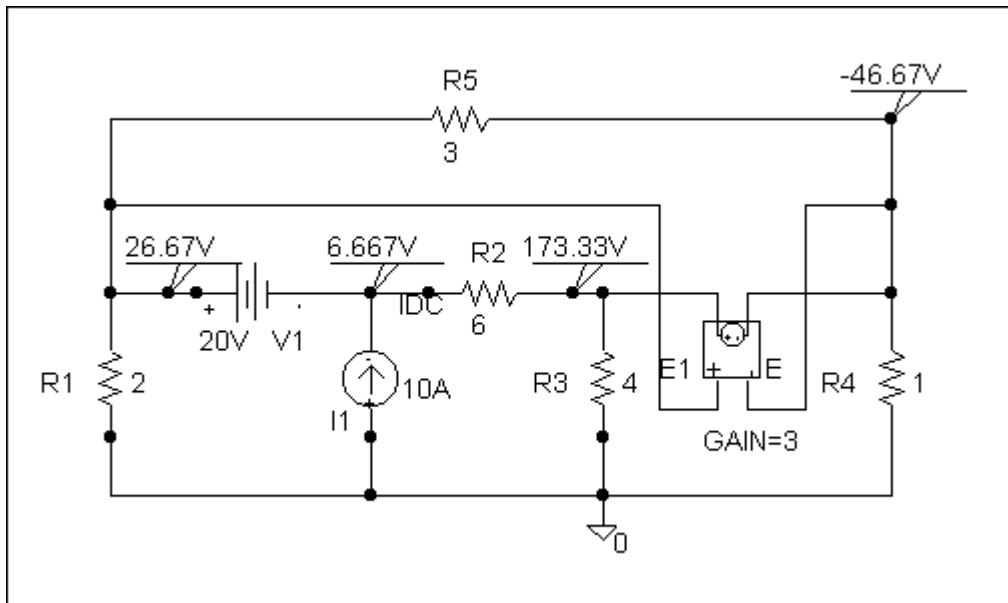 -46.67V
R5
3
26.67V
6.667V
R2
173.33V
+
IDC
20V
V1
6
R1
2
-
10A
+
I1
R3
4
E1
+
-
+
-
E
R4
1
GAIN=3
0